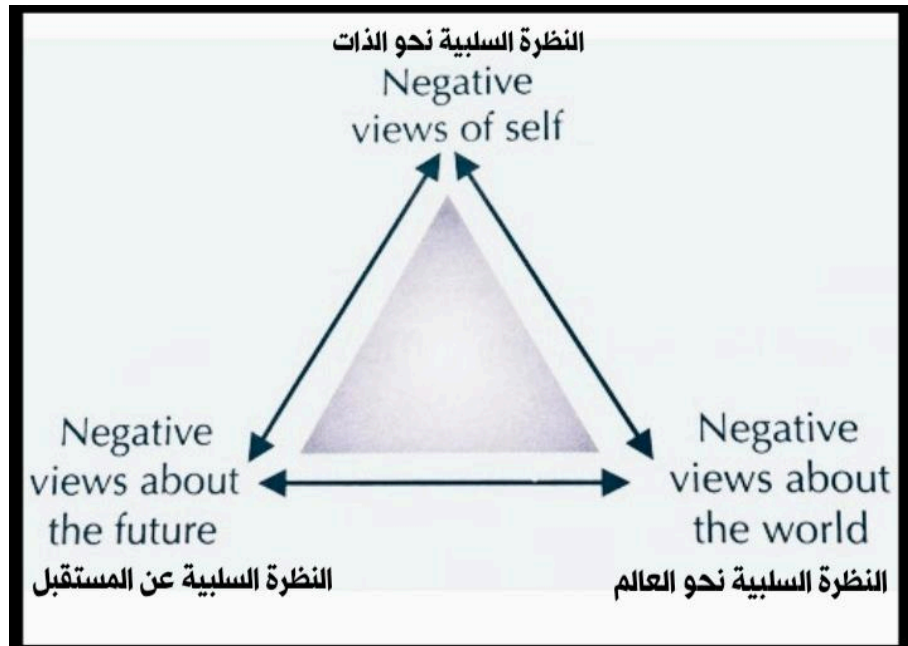 النظرة السلبية نحو الذات
Negative
views of self
Negative
views about
the future
النظرة السلبية عن المستقبل
Negative
views about
the world
النظرة السلبية نحو العالم